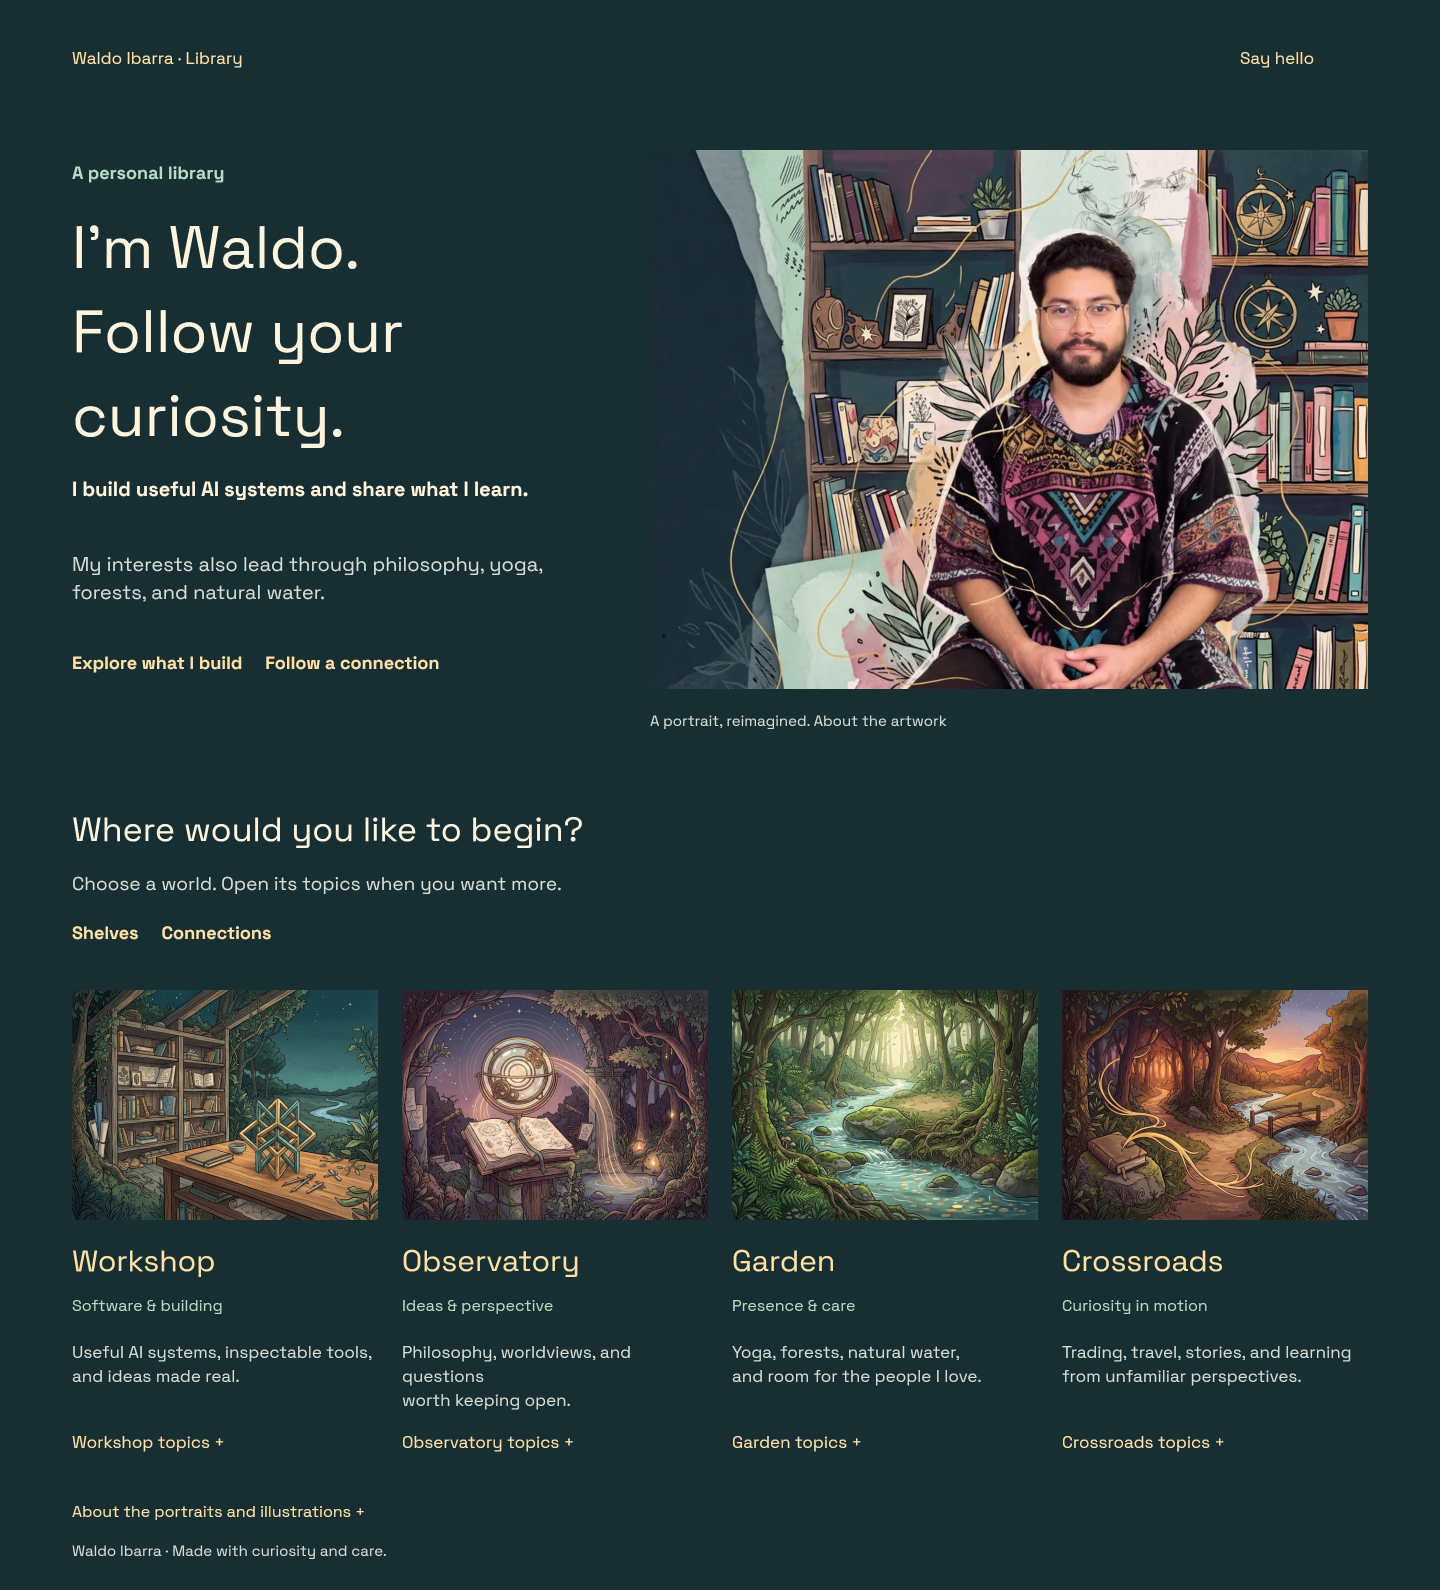 Waldo Ibarra · Library
Say hello
A personal library
I’m Waldo.
Follow your
curiosity.
I build useful AI systems and share what I learn.
My interests also lead through philosophy, yoga,
forests, and natural water.
Explore what I build
Follow a connection
A portrait, reimagined. About the artwork
Where would you like to begin?
Choose a world. Open its topics when you want more.
Shelves
Connections
Workshop
Software & building
Useful AI systems, inspectable tools,
and ideas made real.
Workshop topics +
Observatory
Ideas & perspective
Philosophy, worldviews, and
questions
worth keeping open.
Observatory topics +
Garden
Presence & care
Yoga, forests, natural water,
and room for the people I love.
Garden topics +
Crossroads
Curiosity in motion
Trading, travel, stories, and learning
from unfamiliar perspectives.
Crossroads topics +
About the portraits and illustrations +
Waldo Ibarra · Made with curiosity and care.